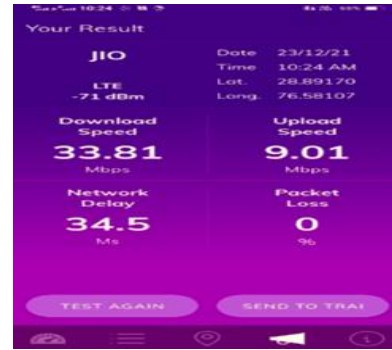 10:24
Your Result
JIO
LTE
-71 dBm
Date 23/12/21
Time 10:24 AM
Lat. 28.89170
Long. 76.58107
Download Speed
33.81
Mbps
Upload Speed
9.01
Mbps
Network Delay
34.5
Ms
Packet Loss
0
%
TEST AGAIN
SEND TO TRAI